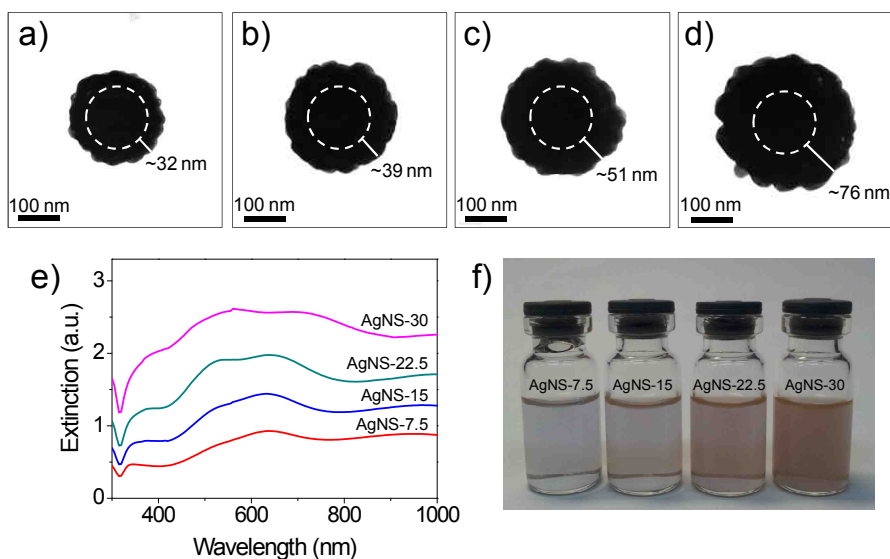 a)
~32 nm
100 nm
b)
~39 nm
100 nm
c)
~51 nm
100 nm
d)
~76 nm
100 nm
e)
3
2
1
0
Extinction (a.u.)
AgNS-30
AgNS-22.5
AgNS-15
AgNS-7.5
400
600
800
1000
Wavelength (nm)
f)
AgNS-7.5
AgNS-15
AgNS-22.5
AgNS-30